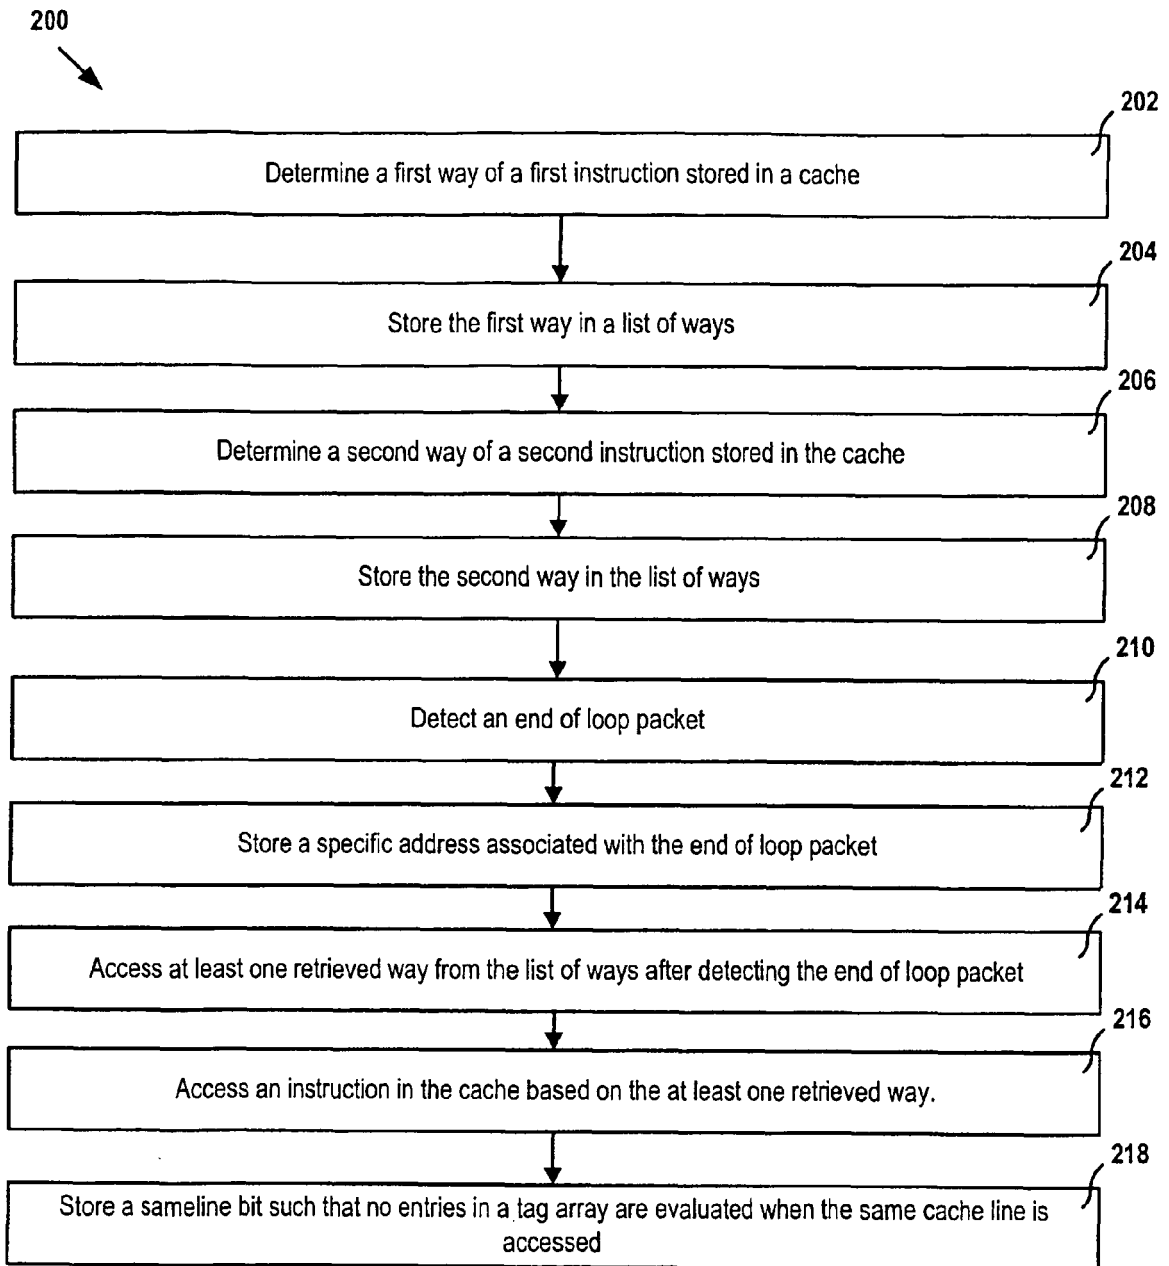 200
202
Determine a first way of a first instruction stored in a cache
204
Store the first way in a list of ways
206
Determine a second way of a second instruction stored in the cache
208
Store the second way in the list of ways
210
Detect an end of loop packet
212
Store a specific address associated with the end of loop packet
214
Access at least one retrieved way from the list of ways after detecting the end of loop packet
216
Access an instruction in the cache based on the at least one retrieved way.
218
Store a sameline bit such that no entries in a tag array are evaluated when the same cache line is
accessed